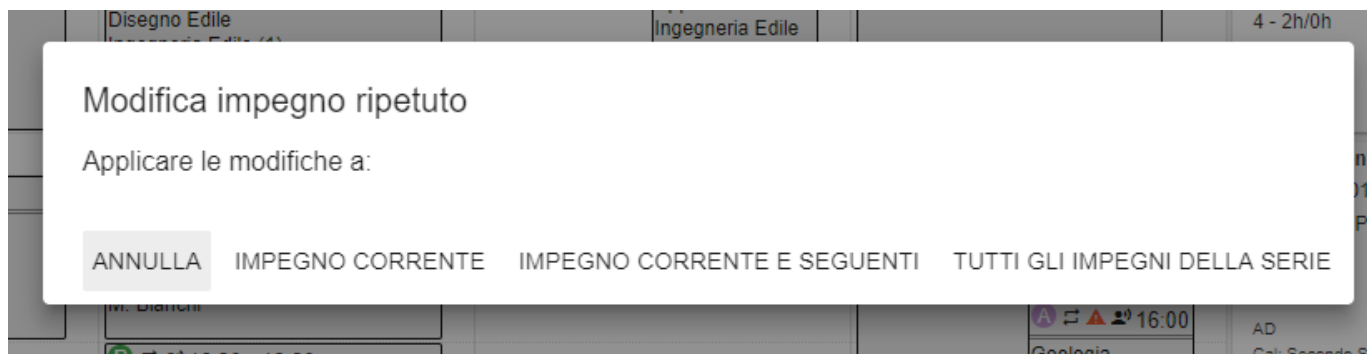 Disegno Edile
Ingegneria Edile
4 - 2h/0h
Modifica impegno ripetuto
Applicare le modifiche a:
ANNULLA IMPEGNO CORRENTE IMPEGNO CORRENTE E SEGUENTI TUTTI GLI IMPEGNI DELLA SERIE
M. Bianchi
A 16:00
AD
Geologia